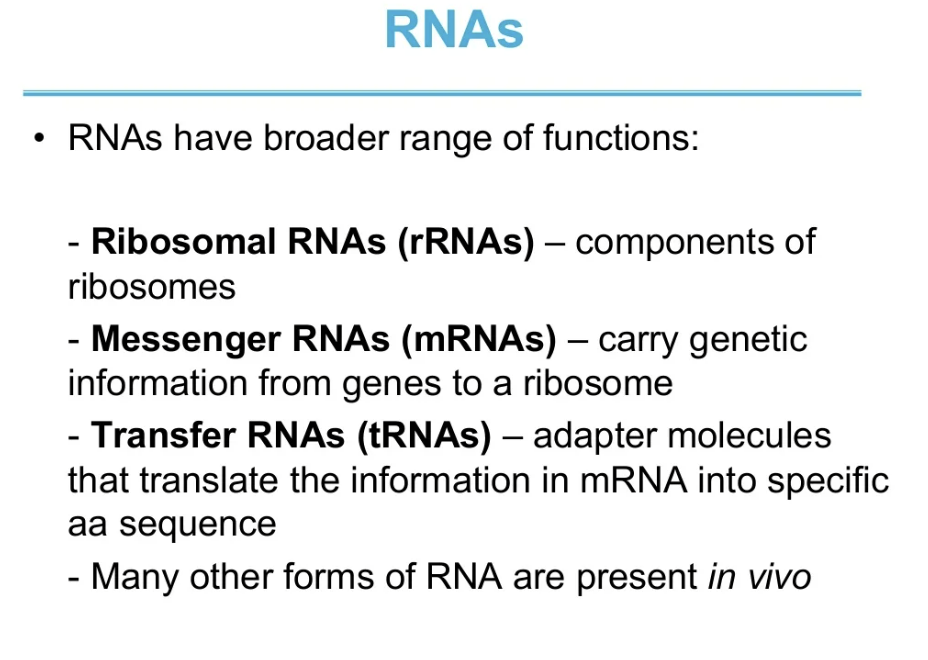 RNAs
• RNAs have broader range of functions:
- Ribosomal RNAs (rRNAs) – components of
ribosomes
- Messenger RNAs (mRNAs) – carry genetic
information from genes to a ribosome
- Transfer RNAs (tRNAs) – adapter molecules
that translate the information in mRNA into specific
aa sequence
- Many other forms of RNA are present in vivo